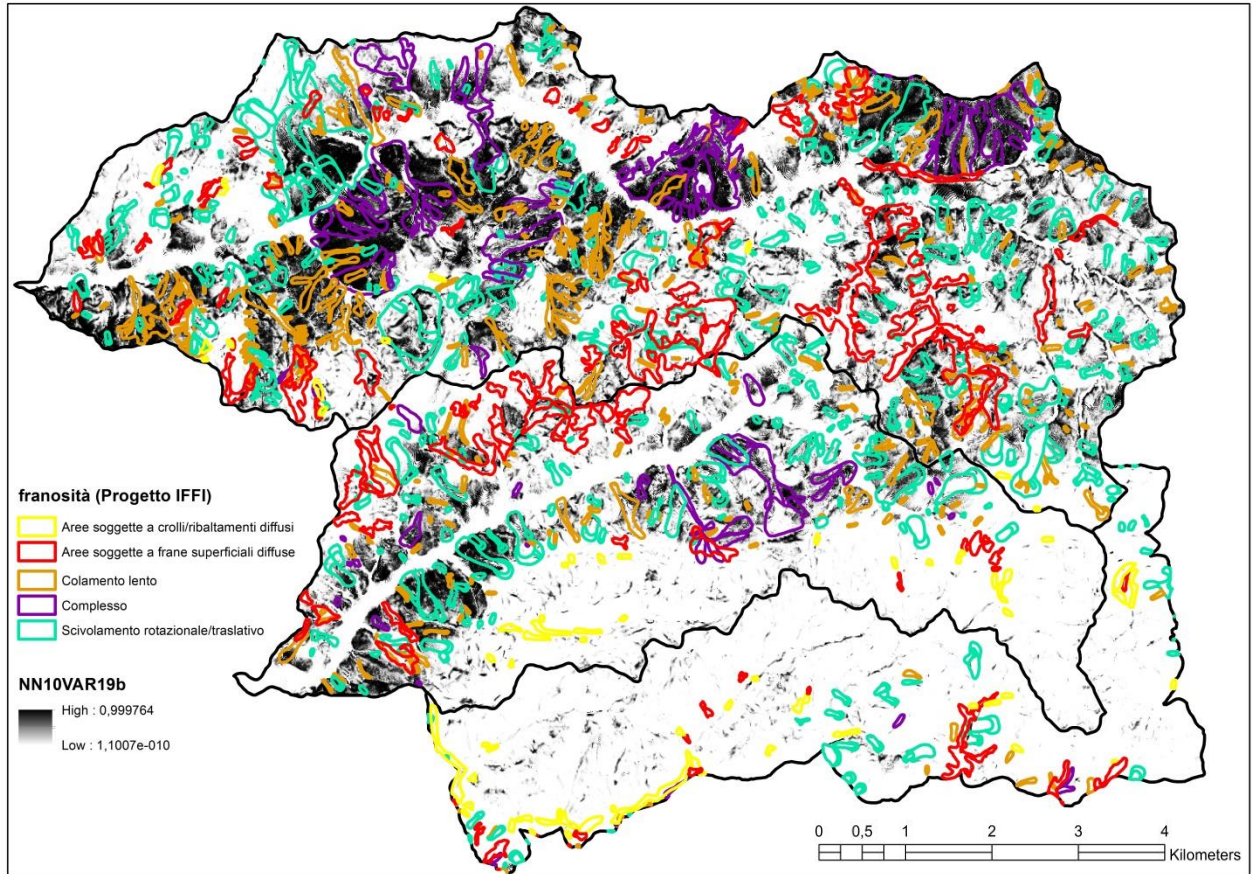 franosità (Progetto IFFI)
Aree soggette a crolli/ribaltamenti diffusi
Aree soggette a frane superficiali diffuse
Colamento lento
Complesso
Scivolamento rotazionale/traslativo
NN10VAR19b
High : 0,999764
Low : 1,1007e-010
0 0,5 1 2 3 4
Kilometers